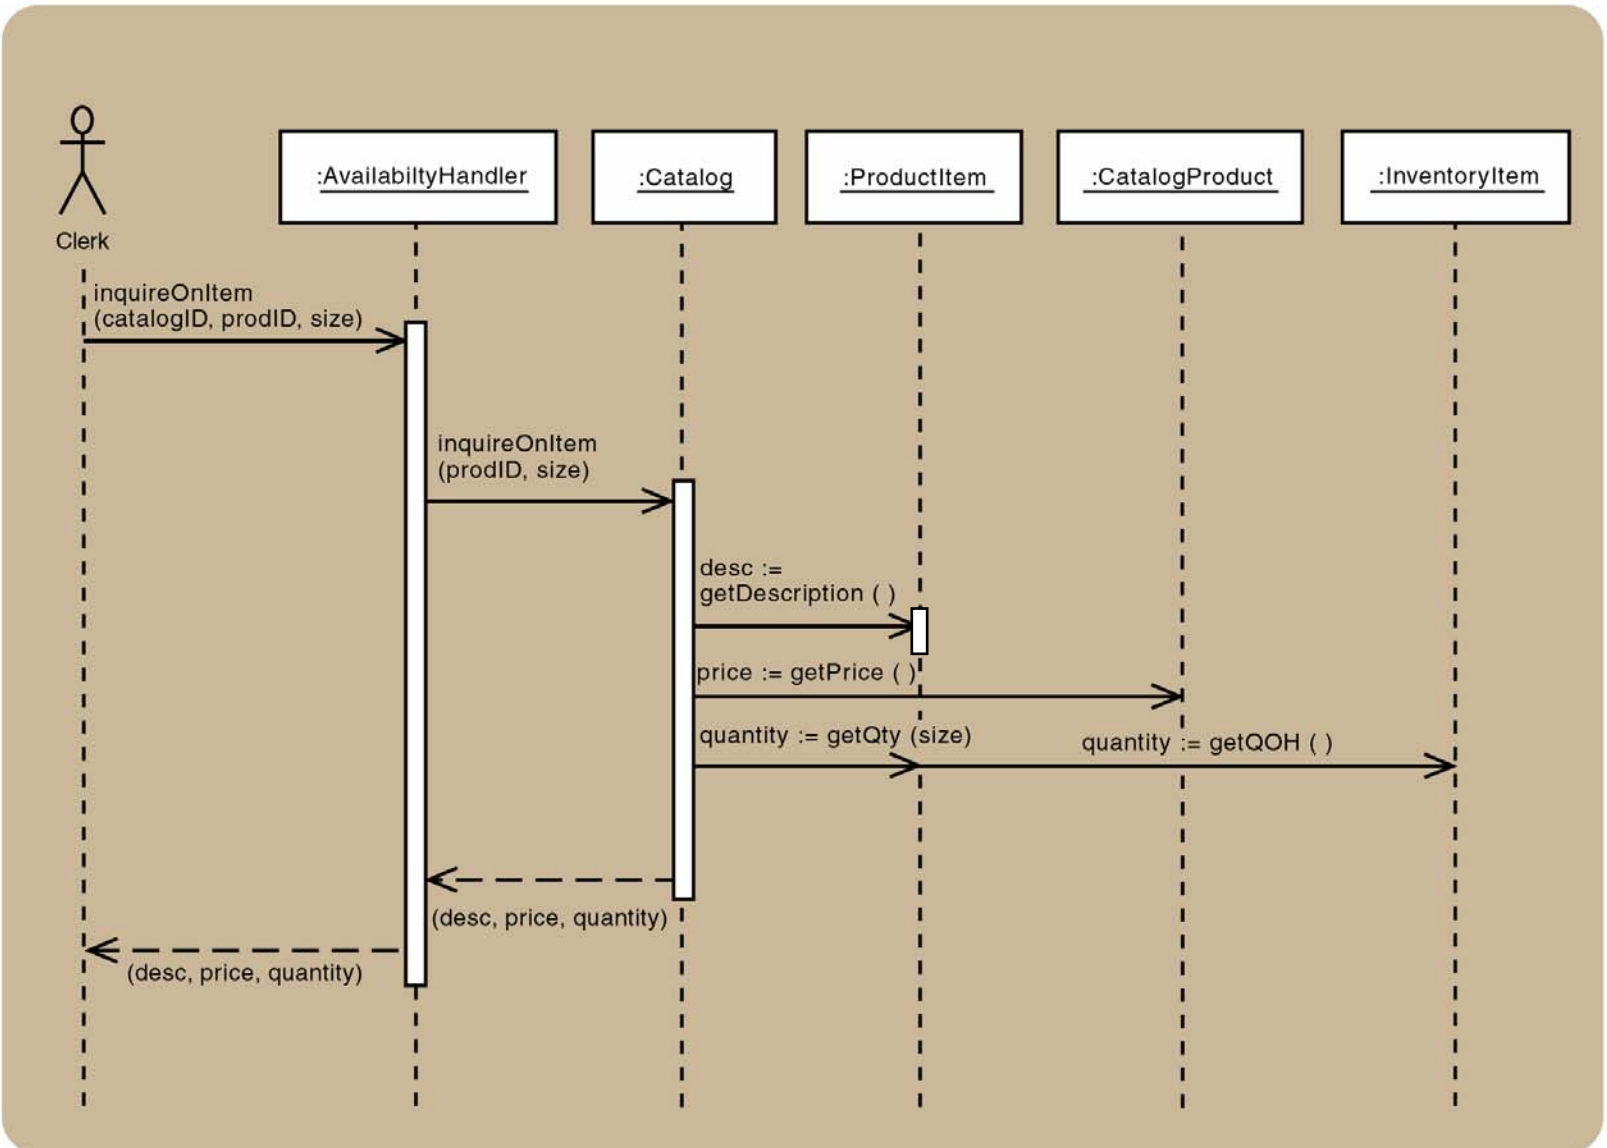 :AvailabiltyHandler
:Catalog
:ProductItem
:CatalogProduct
:InventoryItem
Clerk
inquireOnItem
(catalogID, prodID, size)
inquireOnItem
(prodID, size)
desc :=
getDescription ( )
price := getPrice ( )
quantity := getQty (size)
quantity := getQOH ( )
(desc, price, quantity)
(desc, price, quantity)